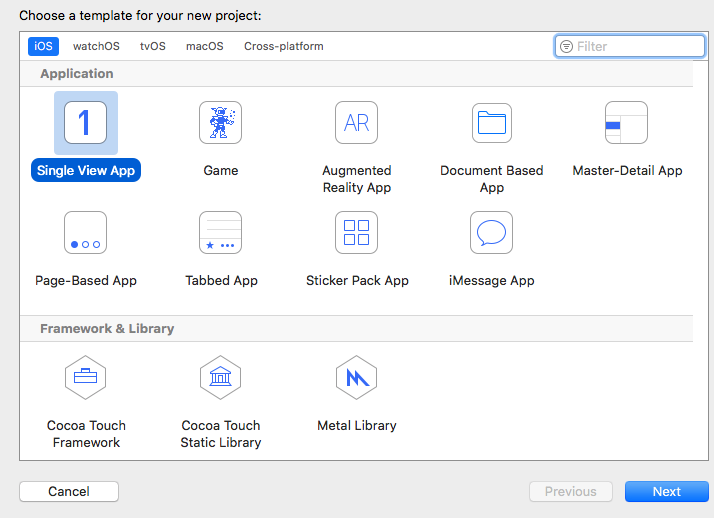 Choose a template for your new project:
iOS watchOS tvOS macOS Cross-platform Filter
Application
1
AR
Single View App Game Augmented Reality App Document Based App Master-Detail App
Page-Based App Tabbed App Sticker Pack App iMessage App
Framework & Library
Cocoa Touch Framework Cocoa Touch Static Library Metal Library
Cancel Previous Next